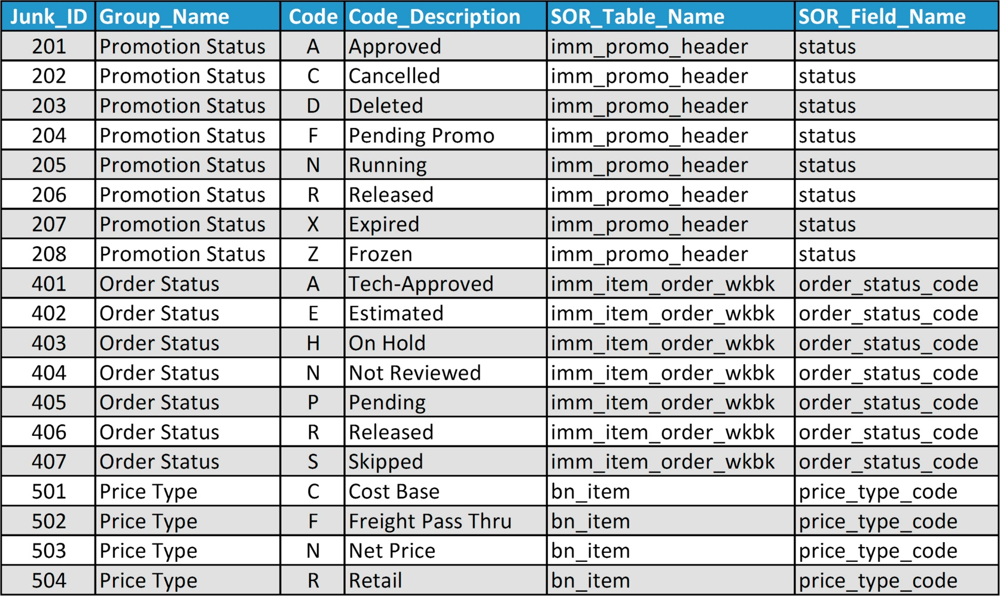 Junk_ID Group_Name Code Code_Description SOR_Table_Name SOR_Field_Name
201 Promotion Status A Approved imm_promo_header status
202 Promotion Status C Cancelled imm_promo_header status
203 Promotion Status D Deleted imm_promo_header status
204 Promotion Status F Pending Promo imm_promo_header status
205 Promotion Status N Running imm_promo_header status
206 Promotion Status R Released imm_promo_header status
207 Promotion Status X Expired imm_promo_header status
208 Promotion Status Z Frozen imm_promo_header status
401 Order Status A Tech-Approved imm_item_order_wkbk order_status_code
402 Order Status E Estimated imm_item_order_wkbk order_status_code
403 Order Status H On Hold imm_item_order_wkbk order_status_code
404 Order Status N Not Reviewed imm_item_order_wkbk order_status_code
405 Order Status P Pending imm_item_order_wkbk order_status_code
406 Order Status R Released imm_item_order_wkbk order_status_code
407 Order Status S Skipped imm_item_order_wkbk order_status_code
501 Price Type C Cost Base bn_item price_type_code
502 Price Type F Freight Pass Thru bn_item price_type_code
503 Price Type N Net Price bn_item price_type_code
504 Price Type R Retail bn_item price_type_code